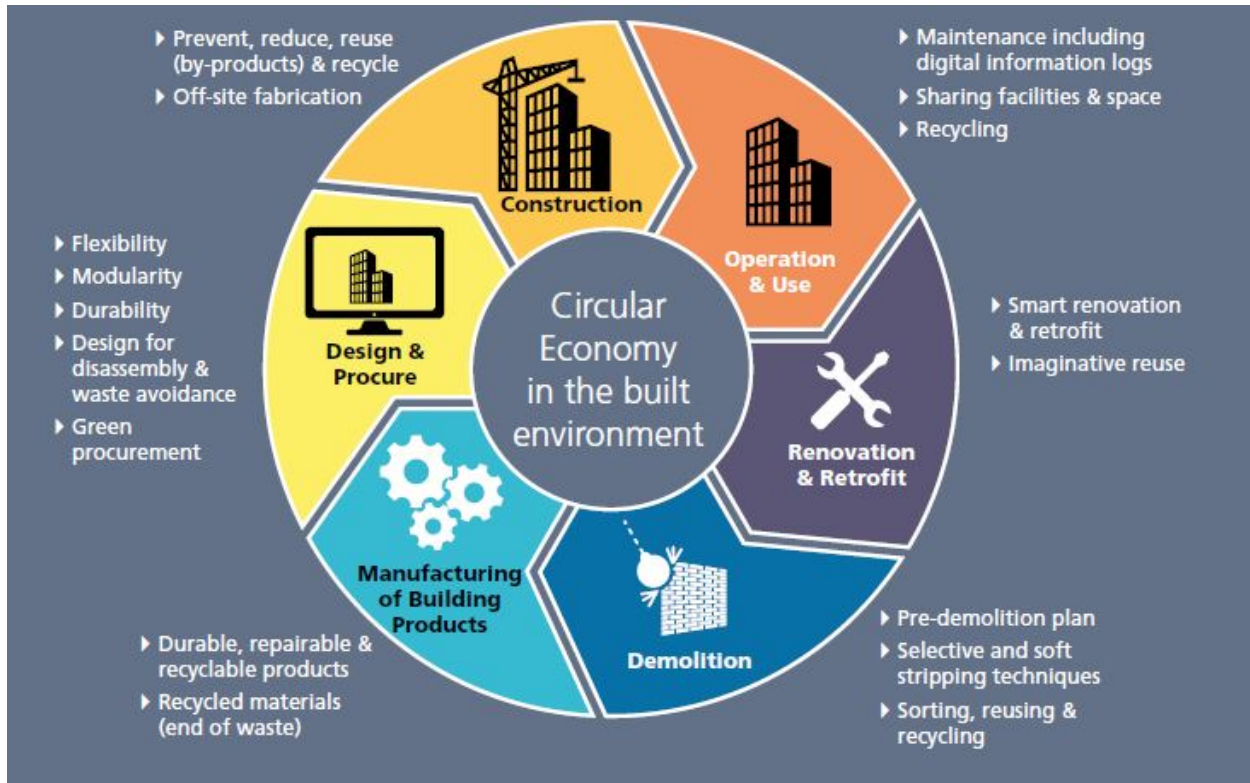 Prevent, reduce, reuse
(by-products) & recycle
Off-site fabrication
Construction
Maintenance including
digital information logs
Sharing facilities & space
Recycling
Operation
& Use
Smart renovation
& retrofit
Imaginative reuse
Renovation
& Retrofit
Pre-demolition plan
Selective and soft
stripping techniques
Sorting, reusing &
recycling
Demolition
Durable, repairable &
recyclable products
Recycled materials
(end of waste)
Manufacturing
of Building
Products
Flexibility
Modularity
Durability
Design for
disassembly &
waste avoidance
Green
procurement
Design &
Procure
Circular
Economy
in the built
environment